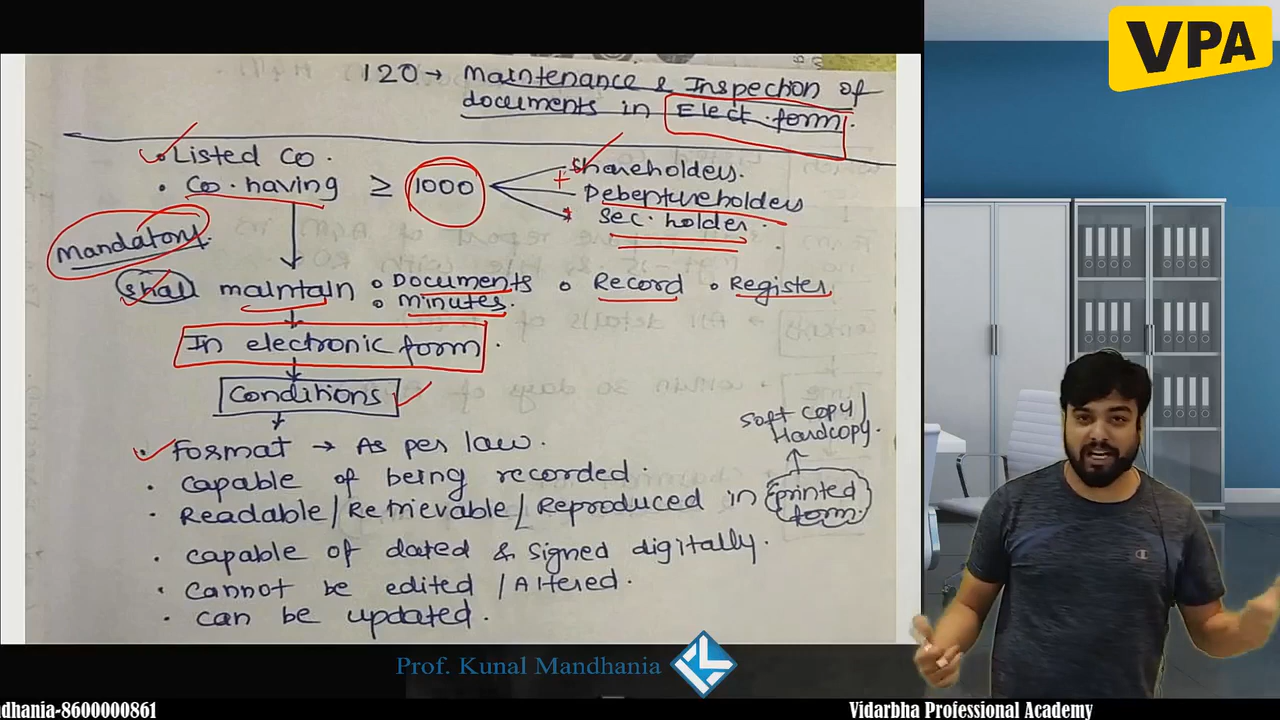 VPA
120→ Maintenance & Inspection of
documents in Elect. form.
• Listed Co.
• Co. having ≥ 1000
Shareholders.
Debentureholders
Sec. holder.
Mandatory.
shall maintain • Documents • Record • Register
• minutes.
In electronic form.
Conditions
• Format → As per law.
• capable of being recorded.
• Readable/Retrievable/Reproduced in printed form.
Soft copy/
Hardcopy.
• capable of dated & signed digitally.
• cannot be edited /Altered.
• can be updated.
Prof. Kunal Mandhania
ndhania-8600000861
Vidarbha Professional Academy